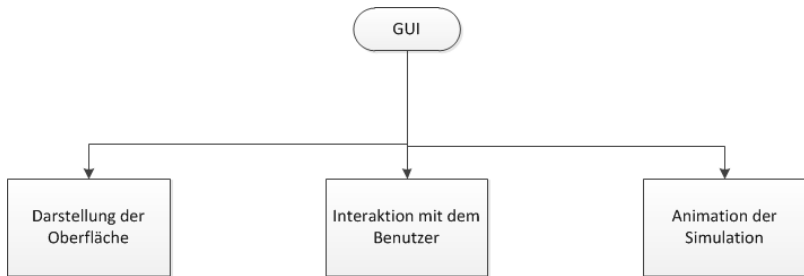 GUI
Darstellung der
Oberfläche
Interaktion mit dem
Benutzer
Animation der
Simulation